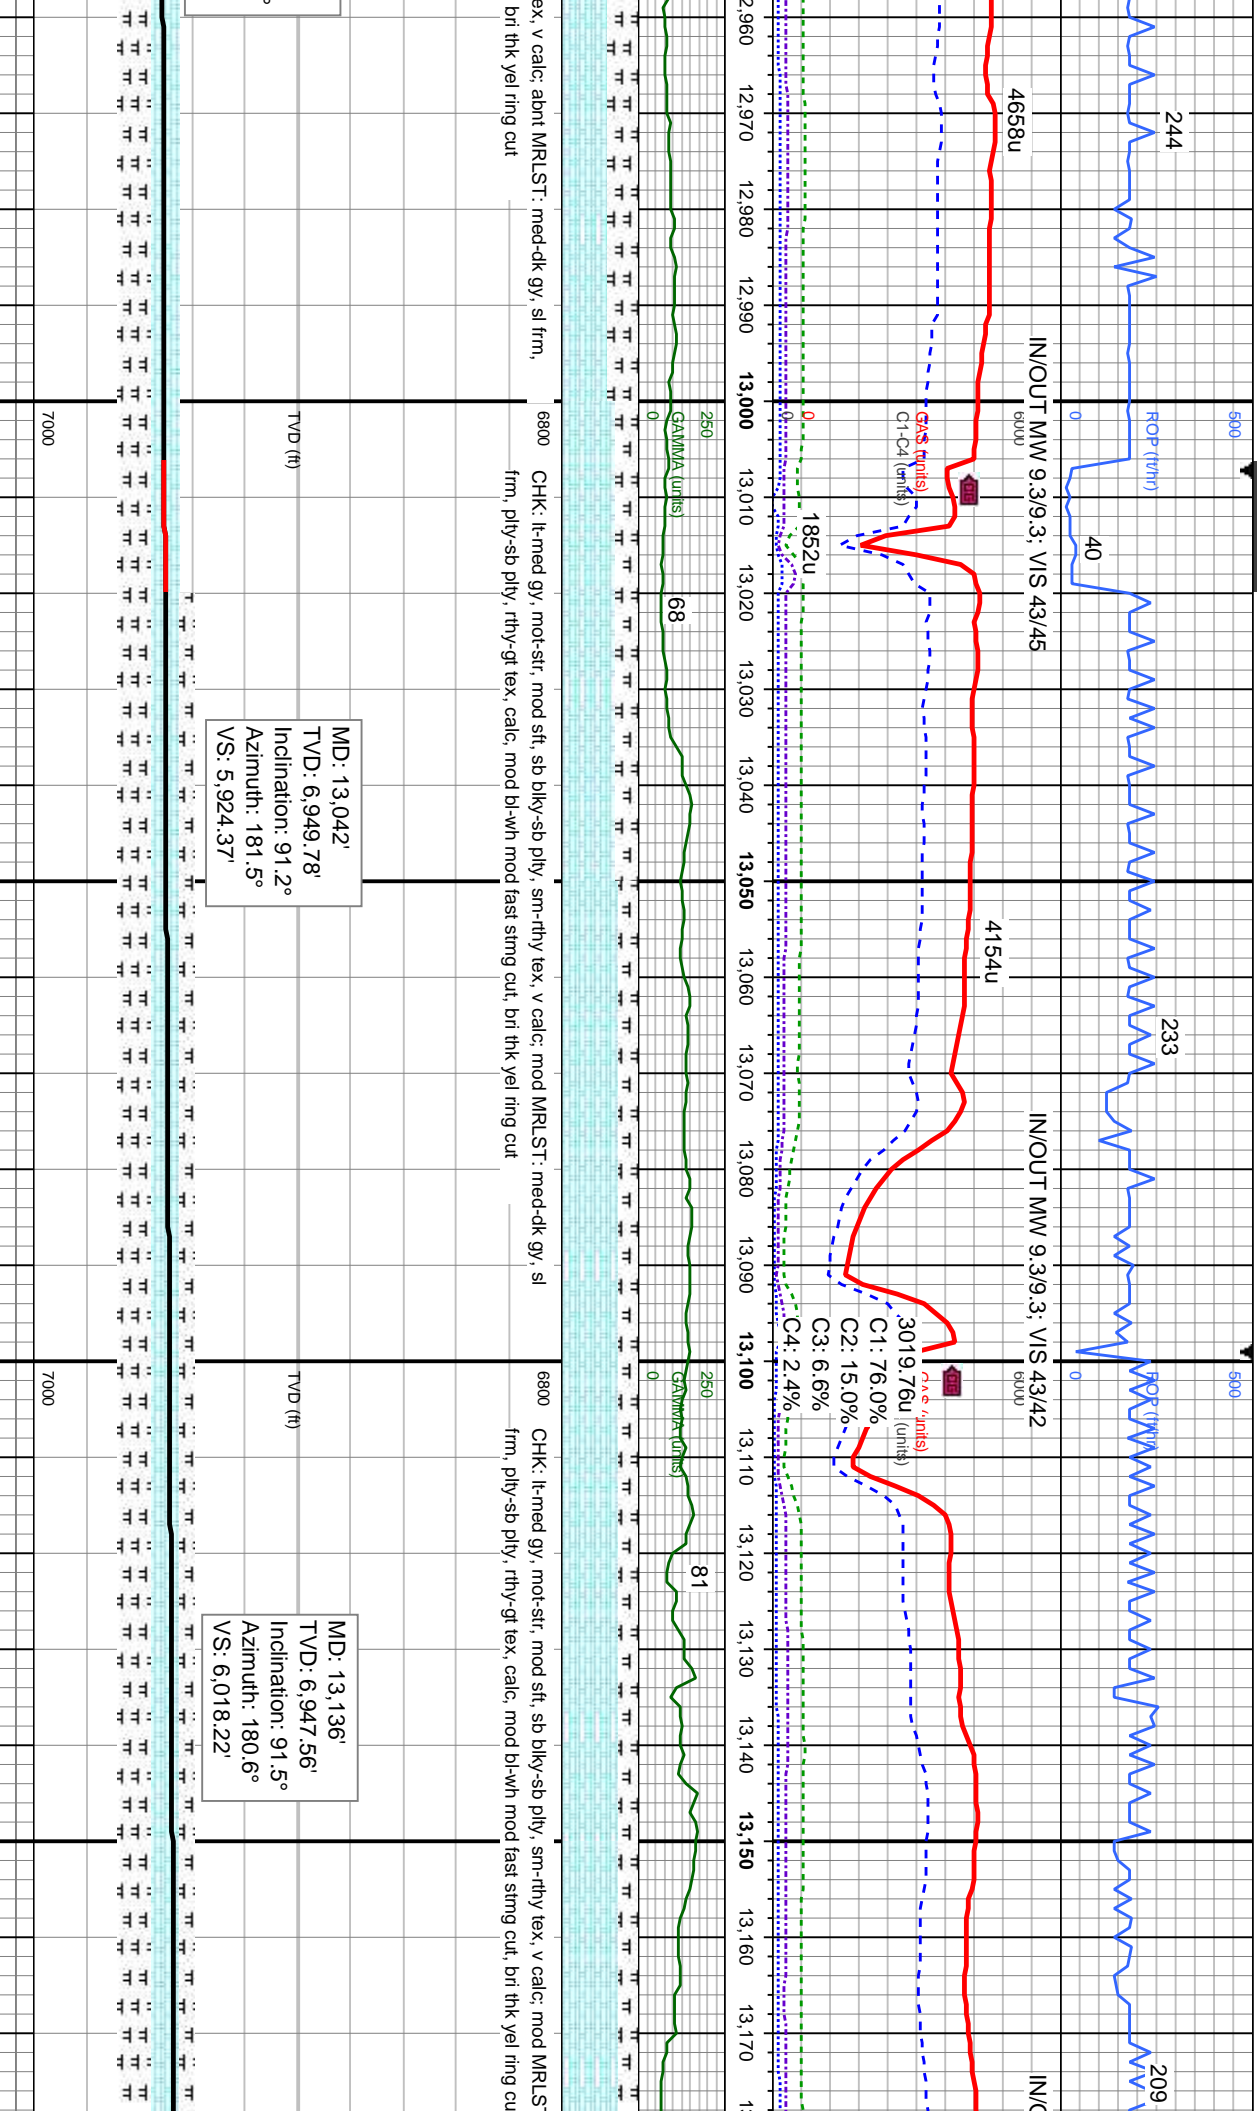 244
233
209
40
500
ROP (ft/hr)
0
500
ROP (ft/hr)
0
IN/OUT MW 9.3/9.3; VIS 43/45
IN/OUT MW 9.3/9.3; VIS 43/42
4658u
6000
GAS (units)
C1-C4 (units)
0
0
1852u
4154u
6000
3019.76u
(units)
C1: 76.0%
C2: 15.0%
C3: 6.6%
C4: 2.4%
12,970
12,980
12,990
13,000
13,010
13,020
13,030
13,040
13,050
13,060
13,070
13,080
13,090
13,100
13,110
13,120
13,130
13,140
13,150
13,160
13,170
250
GAMMA (units)
0
68
250
GAMMA (units)
0
81
ex, v calc; abnt MRLST: med-dk gy, sl frm,
bri thk yel ring cut
6800
CHK: lt-med gy, mot-str, mod sft, sb blky-sb plty, sm-rthy tex, v calc; mod MRLST: med-dk gy, sl
frm, plty-sb plty, rthy-gt tex, calc, mod bl-wh mod fast stmg cut, bri thk yel ring cut
6800
CHK: lt-med gy, mot-str, mod sft, sb blky-sb plty, sm-rthy tex, v calc; mod MRLST
frm, plty-sb plty, rthy-gt tex, calc, mod bl-wh mod fast stmg cut, bri thk yel ring cu
TVD (ft)
7000
MD: 13,042'
TVD: 6,949.78'
Inclination: 91.2°
Azimuth: 181.5°
VS: 5,924.37'
TVD (ft)
7000
MD: 13,136'
TVD: 6,947.56'
Inclination: 91.5°
Azimuth: 180.6°
VS: 6,018.22'